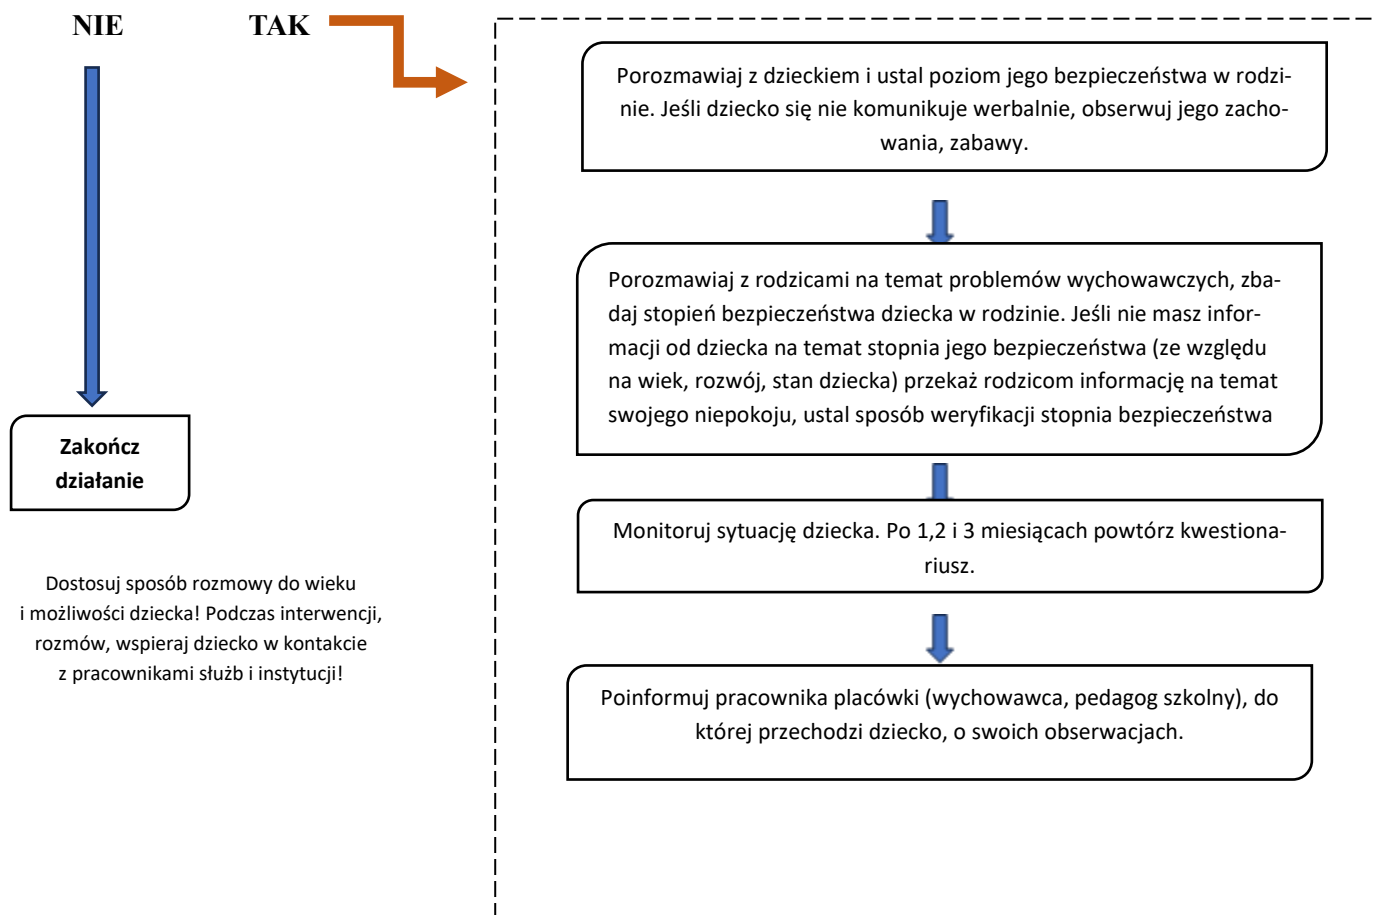 NIE
TAK
Porozmawiaj z dzieckiem i ustal poziom jego bezpieczeństwa w rodzi-
nie. Jeśli dziecko się nie komunikuje werbalnie, obserwuj jego zacho-
wania, zabawy.
Porozmawiaj z rodzicami na temat problemów wychowawczych, zba-
daj stopień bezpieczeństwa dziecka w rodzinie. Jeśli nie masz infor-
macji od dziecka na temat stopnia jego bezpieczeństwa (ze względu
na wiek, rozwój, stan dziecka) przekaż rodzicom informację na temat
swojego niepokoju, ustal sposób weryfikacji stopnia bezpieczeństwa
Zakończ
działanie
Monitoruj sytuację dziecka. Po 1,2 i 3 miesiącach powtórz kwestiona-
riusz.
Dostosuj sposób rozmowy do wieku
i możliwości dziecka! Podczas interwencji,
rozmów, wspieraj dziecko w kontakcie
z pracownikami służb i instytucji!
Poinformuj pracownika placówki (wychowawca, pedagog szkolny), do
której przechodzi dziecko, o swoich obserwacjach.